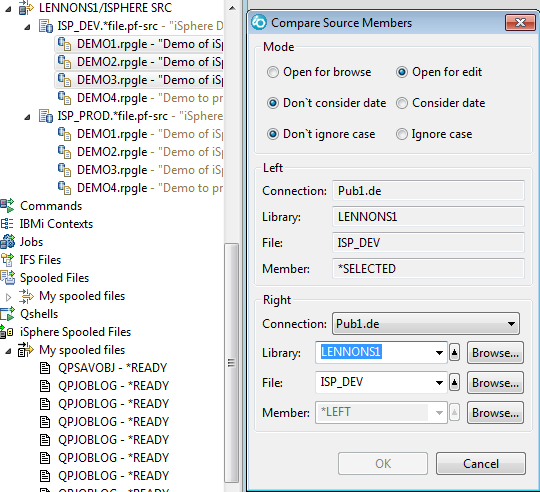 LENNONS1/ISPHERE SRC
ISP_DEV.*file.pf-src - "iSphere D
DEMO1.rpgle - "Demo of iSp
DEMO2.rpgle - "Demo of iSp
DEMO3.rpgle - "Demo of iSp
DEMO4.rpgle - "Demo to pr
ISP_PROD.*file.pf-src - "iSphere
DEMO1.rpgle - "Demo of iSp
DEMO2.rpgle - "Demo of iSp
DEMO3.rpgle - "Demo of iSp
DEMO4.rpgle - "Demo to pr
Commands
IBMi Contexts
Jobs
IFS Files
Spooled Files
My spooled files
Qshells
iSphere Spooled Files
My spooled files
QPSAVOBJ - *READY
QPJOBLOG - *READY
QPJOBLOG - *READY
QPJOBLOG - *READY
QPJOBLOG - *READY
QPJOBLOG - *READY
QPJOBLOG - *READY
QPJOBLOG - *READY
Compare Source Members
Mode
Open for browse Open for edit
Don`t consider date Consider date
Don`t ignore case Ignore case
Left
Connection: Pub1.de
Library: LENNONS1
File: ISP_DEV
Member: *SELECTED
Right
Connection: Pub1.de
Library: LENNONS1 Browse...
File: ISP_DEV Browse...
Member: *LEFT Browse...
OK Cancel